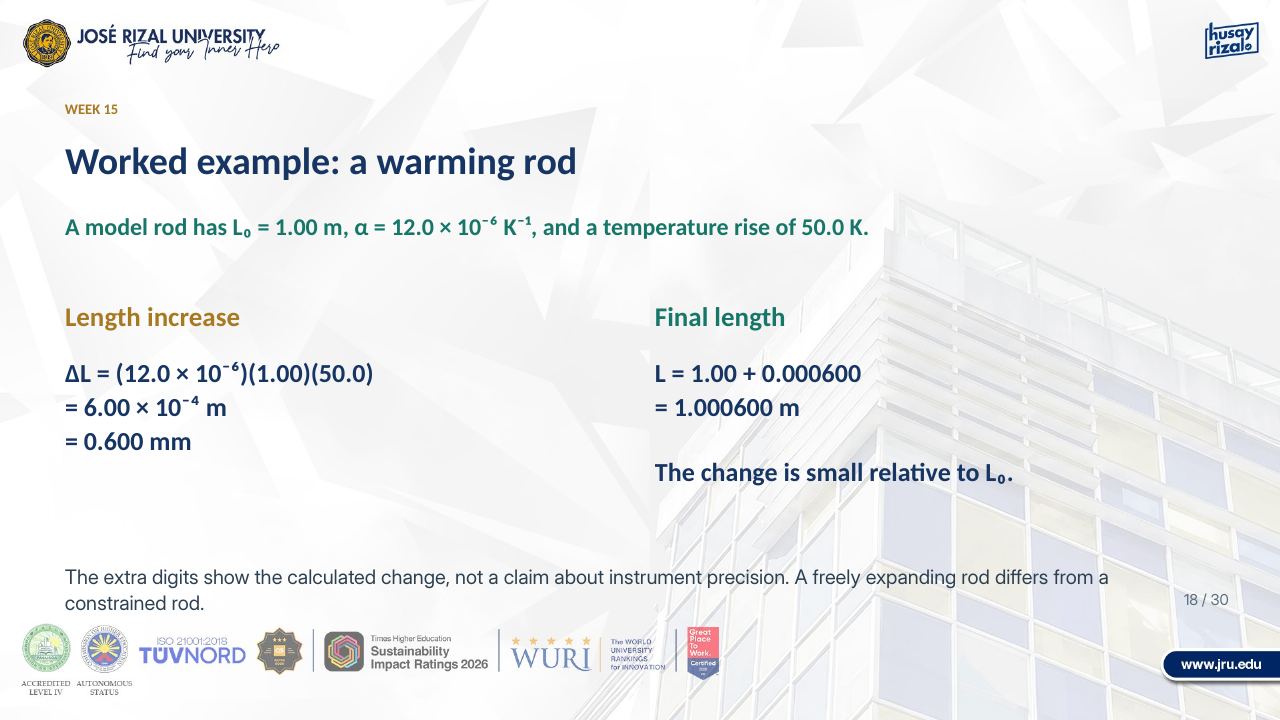 JOSÉ RIZAL UNIVERSITY
Find your Inner Hero
husay
rizal
WEEK 15
Worked example: a warming rod
A model rod has L₀ = 1.00 m, α = 12.0 × 10⁻⁶ K⁻¹, and a temperature rise of 50.0 K.
Length increase
ΔL = (12.0 × 10⁻⁶)(1.00)(50.0)
= 6.00 × 10⁻⁴ m
= 0.600 mm
Final length
L = 1.00 + 0.000600
= 1.000600 m
The change is small relative to L₀.
The extra digits show the calculated change, not a claim about instrument precision. A freely expanding rod differs from a
constrained rod.
18 / 30
ACCREDITED
LEVEL IV
AUTONOMOUS
STATUS
ISO 21001:2018
TÜVNORD
Times Higher Education
Sustainability
Impact Ratings 2026
WURI
The WORLD
UNIVERSITY
RANKINGS
for INNOVATION
Great
Place
To
Work.
Certified
www.jru.edu